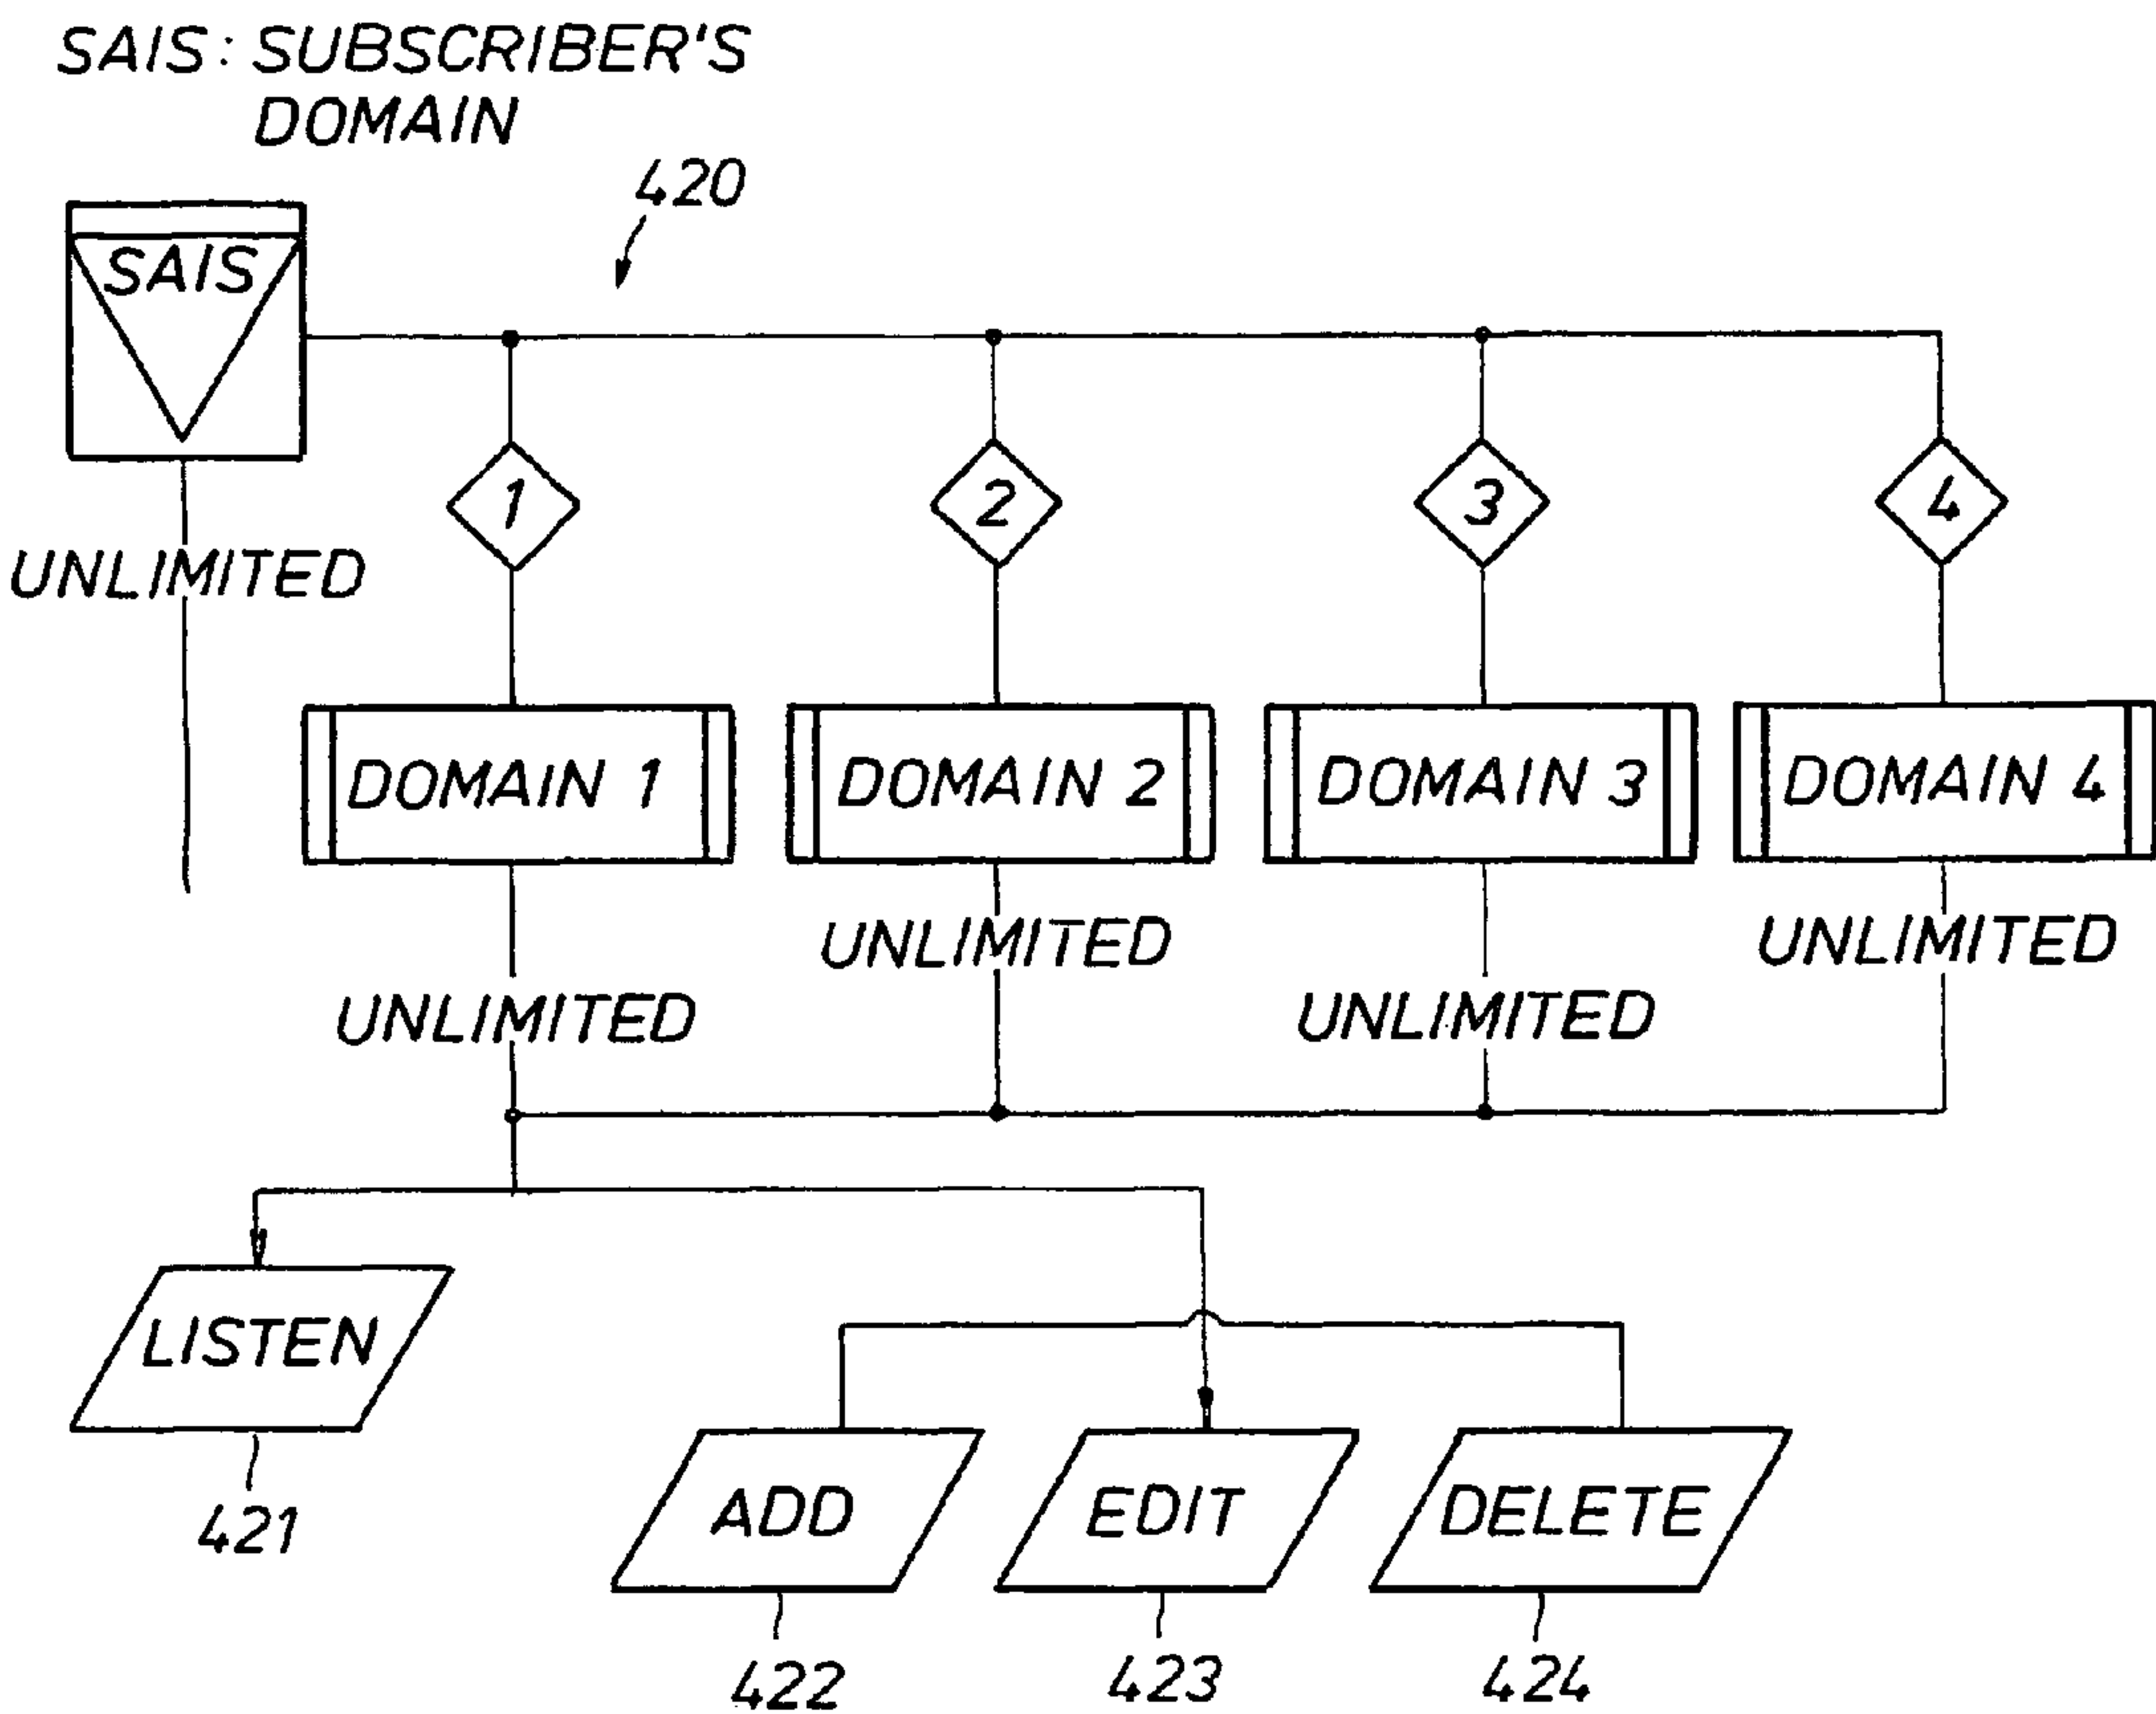 SAIS: SUBSCRIBER'S
DOMAIN
420
SAIS
1
2
3
4
UNLIMITED
DOMAIN 1
DOMAIN 2
DOMAIN 3
DOMAIN 4
UNLIMITED
UNLIMITED
UNLIMITED
UNLIMITED
LISTEN
421
ADD
EDIT
DELETE
422
423
424